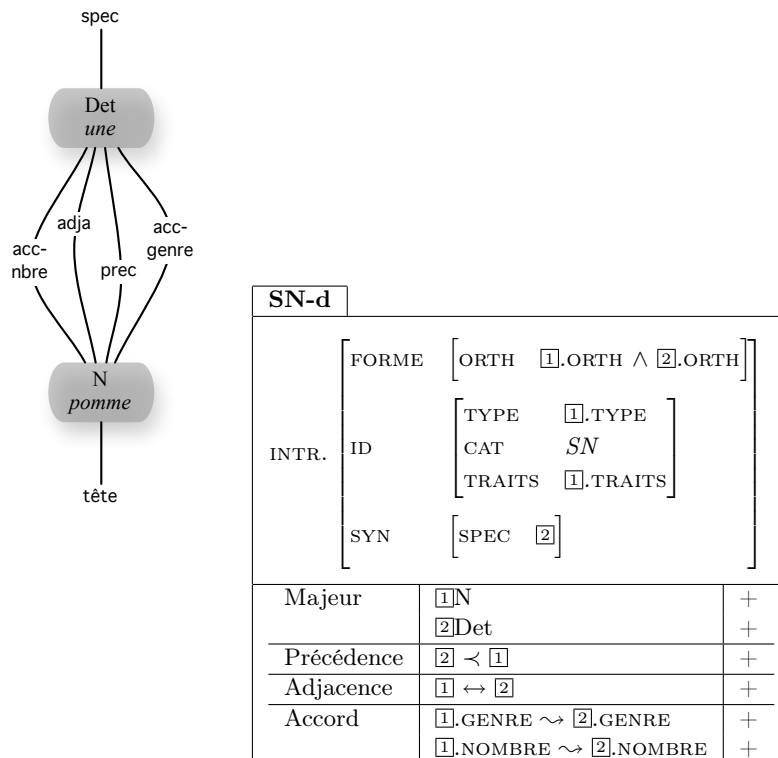 spec
Det
une
acc-
nbre
adja
prec
acc-
genre
N
pomme
tête
SN-d
INTR.
FORME [ORTH 1.ORTH ∧ 2.ORTH]
ID
TYPE 1.TYPE
CAT SN
TRAITS 1.TRAITS
SYN [SPEC 2]
Majeur 1N +
2Det +
Précédence 2 ≺ 1 +
Adjacence 1 ↔ 2 +
Accord 1.GENRE ⇝ 2.GENRE +
1.NOMBRE ⇝ 2.NOMBRE +